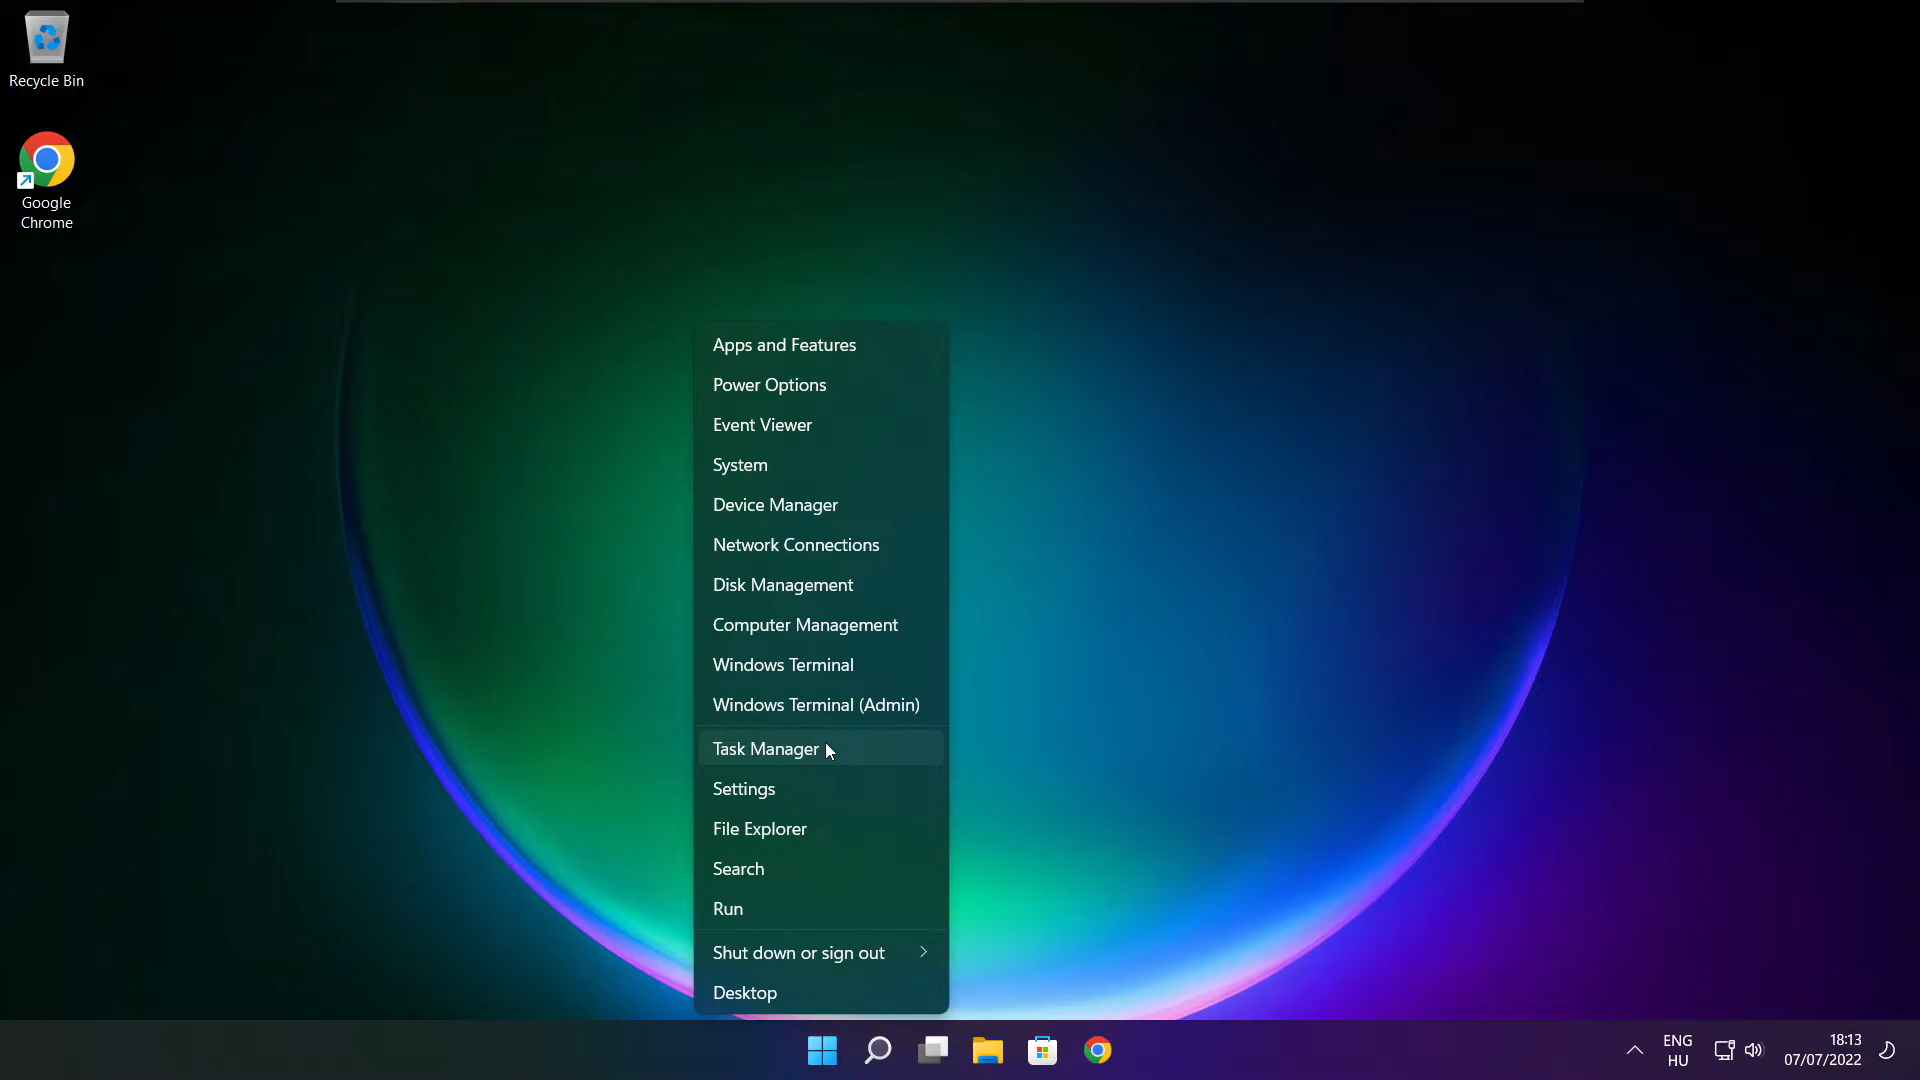 Recycle Bin
Google
Chrome
Apps and Features
Power Options
Event Viewer
System
Device Manager
Network Connections
Disk Management
Computer Management
Windows Terminal
Windows Terminal (Admin)
Task Manager
Settings
File Explorer
Search
Run
Shut down or sign out
Desktop
ENG
HU
18:13
07/07/2022